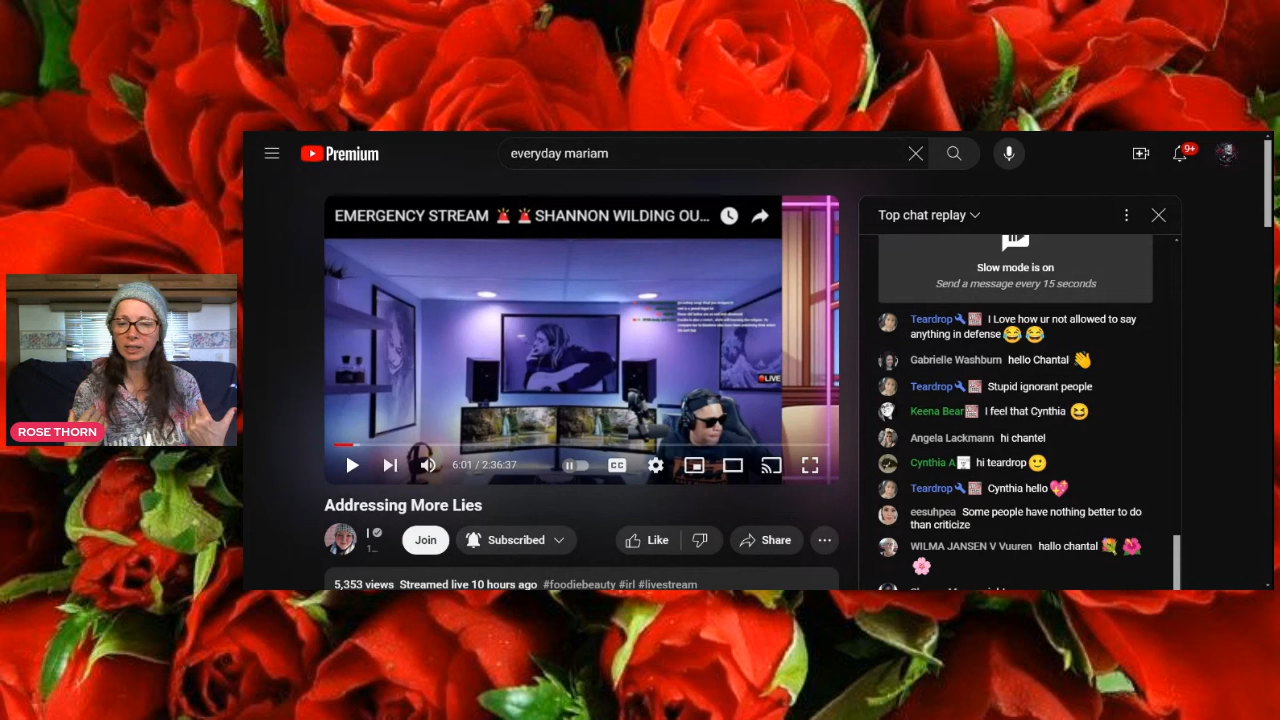 Premium
everyday mariam
9+
EMERGENCY STREAM 🚨 🚨 SHANNON WILDING OU...
LIVE
6:01 / 2:36:37
CC
Addressing More Lies
Join
Subscribed
Like
Share
5,353 views Streamed live 10 hours ago #foodiebeauty #irl #livestream
Top chat replay
Slow mode is on
Send a message every 15 seconds
Teardrop I Love how ur not allowed to say
anything in defense 😂 😂
Gabrielle Washburn hello Chantal 👋
Teardrop Stupid ignorant people
Keena Bear I feel that Cynthia 😆
Angela Lackmann hi chantel
Cynthia A hi teardrop 🙂
Teardrop Cynthia hello 💖
eesuhpea Some people have nothing better to do
than criticize
WILMA JANSEN V Vuuren hallo chantal 💐 🌺
🌸
ROSE THORN